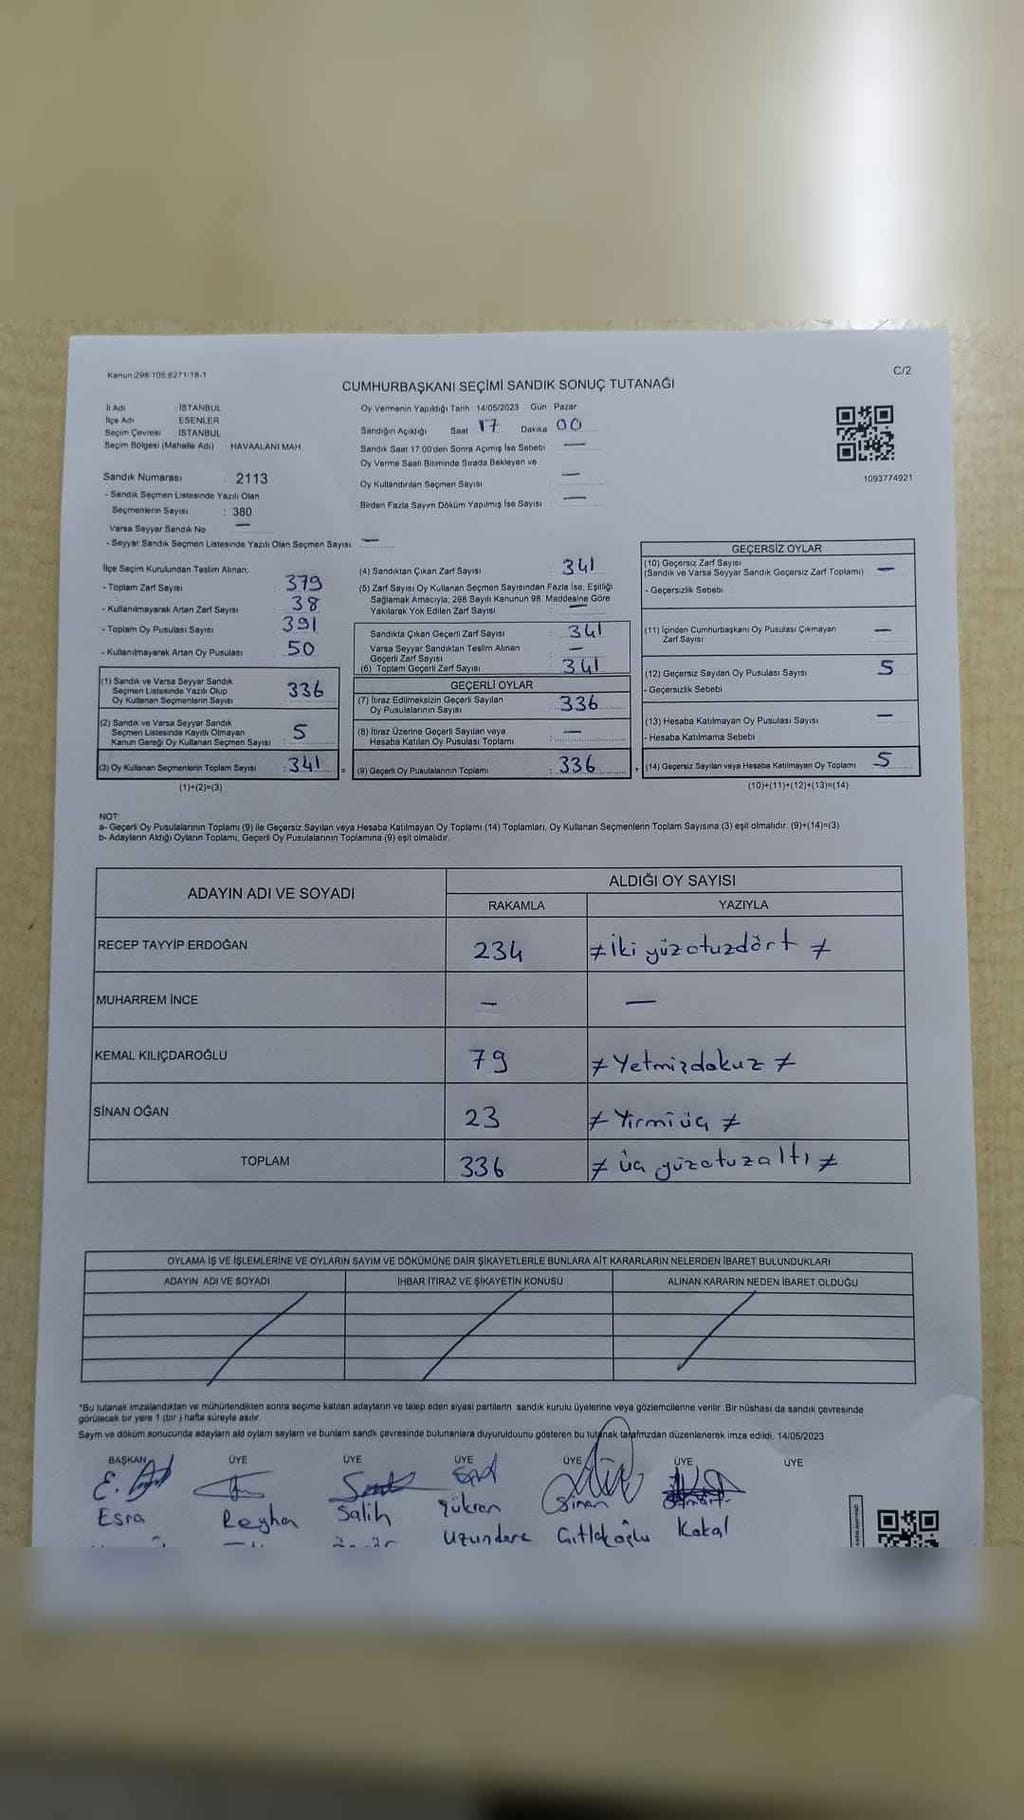 Kanun:298/105.6271/18-1
C/2
CUMHURBAŞKANI SEÇİMİ SANDIK SONUÇ TUTANAĞI
İl Adı : İSTANBUL
İlçe Adı : ESENLER
Seçim Çevresi : İSTANBUL
Seçim Bölgesi (Mahalle Adı) : HAVAALANI MAH.
Sandık Numarası : 2113
- Sandık Seçmen Listesinde Yazılı Olan
Seçmenlerin Sayısı : 380
Varsa Seyyar Sandık No —
- Seyyar Sandık Seçmen Listesinde Yazılı Olan Seçmen Sayısı —
Oy Vermenin Yapıldığı Tarih 14/05/2023 Gün Pazar
Sandığın Açıldığı Saat 17 Dakika 00
Sandık Saat 17:00'den Sonra Açılmış İse Sebebi —
Oy Verme Saati Bitiminde Sırada Bekleyen ve
Oy Kullandırılan Seçmen Sayısı —
Birden Fazla Sayım Döküm Yapılmış İse Sayısı —
1093774921
İlçe Seçim Kurulundan Teslim Alınan;
- Toplam Zarf Sayısı 379
- Kullanılmayarak Artan Zarf Sayısı 38
- Toplam Oy Pusulası Sayısı 391
- Kullanılmayarak Artan Oy Pusulası 50
(1) Sandık ve Varsa Seyyar Sandık
Seçmen Listesinde Yazılı Olup
Oy Kullanan Seçmenlerin Sayısı 336
(2) Sandık ve Varsa Seyyar Sandık
Seçmen Listesinde Kayıtlı Olmayan
Kanun Gereği Oy Kullanan Seçmen Sayısı 5
(3) Oy Kullanan Seçmenlerin Toplam Sayısı : 341
(1)+(2)=(3)
(4) Sandıktan Çıkan Zarf Sayısı 341
(5) Zarf Sayısı Oy Kullanan Seçmen Sayısından Fazla İse, Eşitliği
Sağlamak Amacıyla, 298 Sayılı Kanunun 98. Maddesine Göre
Yakılarak Yok Edilen Zarf Sayısı —
Sandıkta Çıkan Geçerli Zarf Sayısı 341
Varsa Seyyar Sandıktan Teslim Alınan
Geçerli Zarf Sayısı —
(6) Toplam Geçerli Zarf Sayısı 341
GEÇERLİ OYLAR
(7) İtiraz Edilmeksizin Geçerli Sayılan
Oy Pusulalarının Sayısı 336
(8) İtiraz Üzerine Geçerli Sayılan veya
Hesaba Katılan Oy Pusulası Toplamı —
= (9) Geçerli Oy Pusulalarının Toplamı : 336
GEÇERSİZ OYLAR
(10) Geçersiz Zarf Sayısı
(Sandık ve Varsa Seyyar Sandık Geçersiz Zarf Toplamı) —
- Geçersizlik Sebebi
(11) İçinden Cumhurbaşkanı Oy Pusulası Çıkmayan
Zarf Sayısı —
(12) Geçersiz Sayılan Oy Pusulası Sayısı 5
- Geçersizlik Sebebi
(13) Hesaba Katılmayan Oy Pusulası Sayısı —
- Hesaba Katılmama Sebebi
+ (14) Geçersiz Sayılan veya Hesaba Katılmayan Oy Toplamı 5
(10)+(11)+(12)+(13)=(14)
NOT:
a- Geçerli Oy Pusulalarının Toplamı (9) ile Geçersiz Sayılan veya Hesaba Katılmayan Oy Toplamı (14) Toplamları, Oy Kullanan Seçmenlerin Toplam Sayısına (3) eşit olmalıdır. (9)+(14)=(3)
b- Adayların Aldığı Oyların Toplamı, Geçerli Oy Pusulalarının Toplamına (9) eşit olmalıdır.
ADAYIN ADI VE SOYADI
ALDIĞI OY SAYISI
RAKAMLA YAZIYLA
RECEP TAYYİP ERDOĞAN 234 ≠ İki yüzotuzdört ≠
MUHARREM İNCE — —
KEMAL KILIÇDAROĞLU 79 ≠ Yetmişdokuz ≠
SİNAN OĞAN 23 ≠ Yirmiüç ≠
TOPLAM 336 ≠ üç yüzotuzaltı ≠
OYLAMA İŞ VE İŞLEMLERİNE VE OYLARIN SAYIM VE DÖKÜMÜNE DAİR ŞİKAYETLERLE BUNLARA AİT KARARLARIN NELERDEN İBARET BULUNDUKLARI
ADAYIN ADI VE SOYADI İHBAR İTİRAZ VE ŞİKAYETİN KONUSU ALINAN KARARIN NEDEN İBARET OLDUĞU
*Bu tutanak imzalandıktan ve mühürlendikten sonra seçime katılan adayların ve talep eden siyasi partilerin sandık kurulu üyelerine veya gözlemcilerine verilir. Bir nüshası da sandık çevresinde
görülecek bir yere 1 (bir ) hafta süreyle asılır.
Sayım ve döküm sonucunda adayların ald oyların sayların ve bunların sandk çevresinde bulunanlara duyurulduunu gösteren bu tutanak tarafmzdan düzenlenerek imza edildi. 14/05/2023
BAŞKAN ÜYE ÜYE ÜYE ÜYE ÜYE ÜYE
Esra Reyhan Salih Şükran Sinan
Uzundere Çıtlakoğlu Kakal